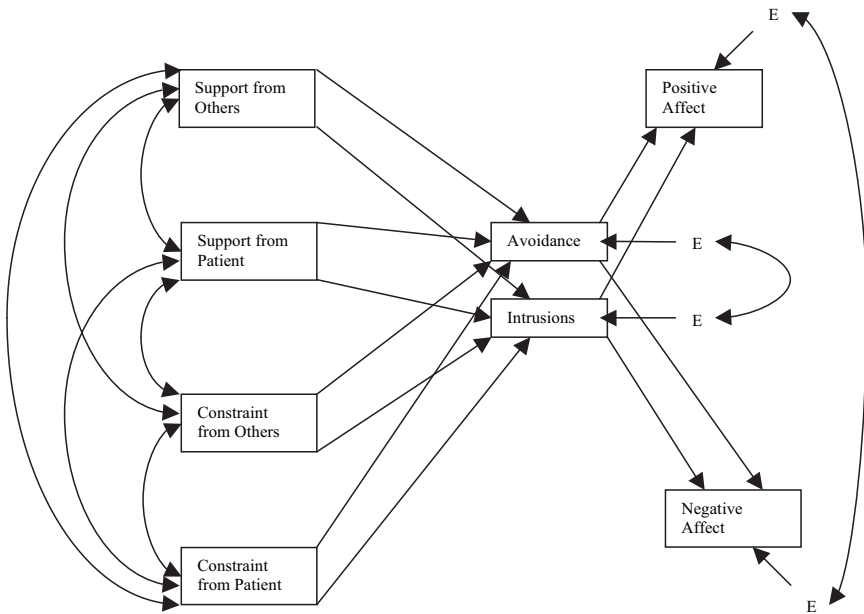 E
Support from
Others
Positive
Affect
Support from
Patient
Avoidance
E
Intrusions
E
Constraint
from Others
Negative
Affect
Constraint
from Patient
E